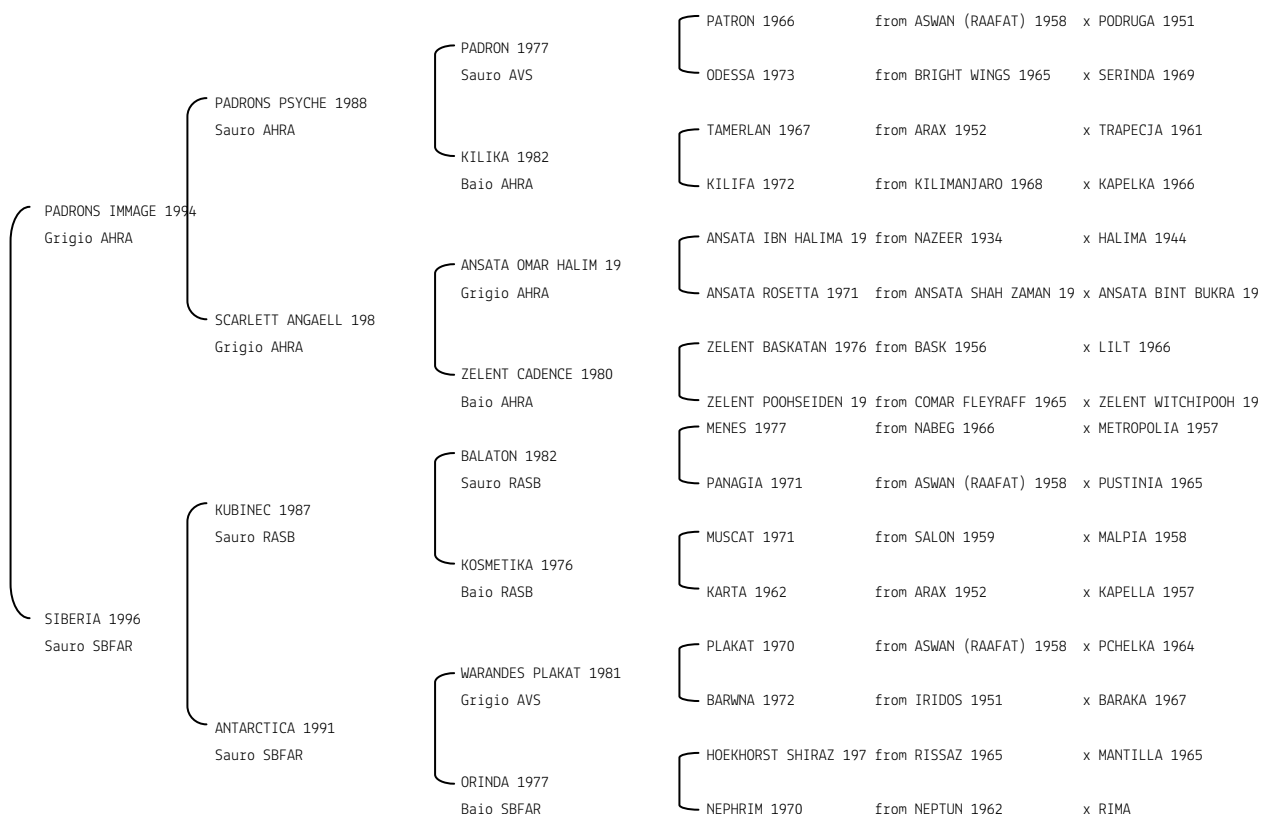 PATRON 1966 from ASWAN (RAAFAT) 1958 x PODRUGA 1951
PADRON 1977
Sauro AVS ODESSA 1973 from BRIGHT WINGS 1965 x SERINDA 1969
PADRONS PSYCHE 1988
Sauro AHRA TAMERLAN 1967 from ARAX 1952 x TRAPECJA 1961
KILIKA 1982
Baio AHRA KILIFA 1972 from KILIMANJARO 1968 x KAPELKA 1966
PADRONS IMMAGE 1994
Grigio AHRA ANSATA IBN HALIMA 19 from NAZEER 1934 x HALIMA 1944
ANSATA OMAR HALIM 19
Grigio AHRA ANSATA ROSETTA 1971 from ANSATA SHAH ZAMAN 19 x ANSATA BINT BUKRA 19
SCARLETT ANGAELL 198
Grigio AHRA ZELENT BASKATAN 1976 from BASK 1956 x LILT 1966
ZELENT CADENCE 1980
Baio AHRA ZELENT POOHSEIDEN 19 from COMAR FLEYRAFF 1965 x ZELENT WITCHIPOOH 19
MENES 1977 from NABEG 1966 x METROPOLIA 1957
BALATON 1982
Sauro RASB PANAGIA 1971 from ASWAN (RAAFAT) 1958 x PUSTINIA 1965
KUBINEC 1987
Sauro RASB MUSCAT 1971 from SALON 1959 x MALPIA 1958
KOSMETIKA 1976
Baio RASB KARTA 1962 from ARAX 1952 x KAPELLA 1957
SIBERIA 1996
Sauro SBFAR PLAKAT 1970 from ASWAN (RAAFAT) 1958 x PCHELKA 1964
WARANDES PLAKAT 1981
Grigio AVS BARWNA 1972 from IRIDOS 1951 x BARAKA 1967
ANTARCTICA 1991
Sauro SBFAR HOEKHORST SHIRAZ 197 from RISSAZ 1965 x MANTILLA 1965
ORINDA 1977
Baio SBFAR NEPHRIM 1970 from NEPTUN 1962 x RIMA